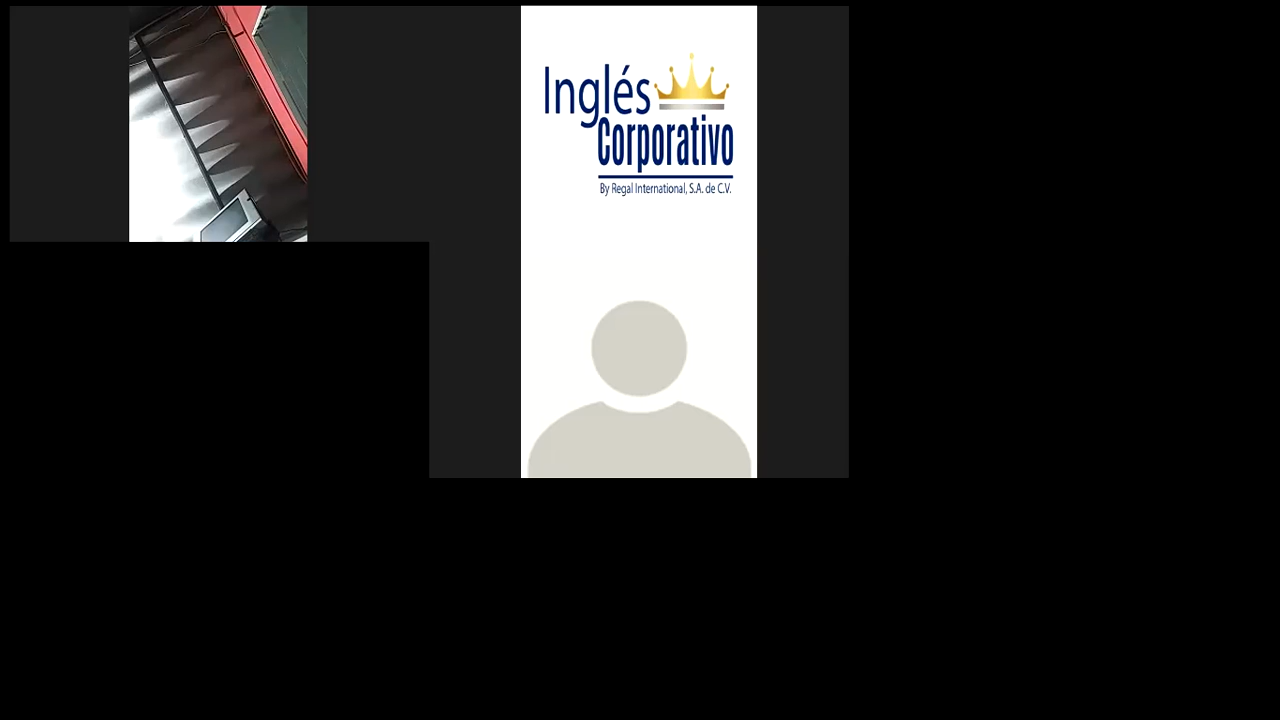 Inglés
Corporativo
By Regal International, S.A. de C.V.